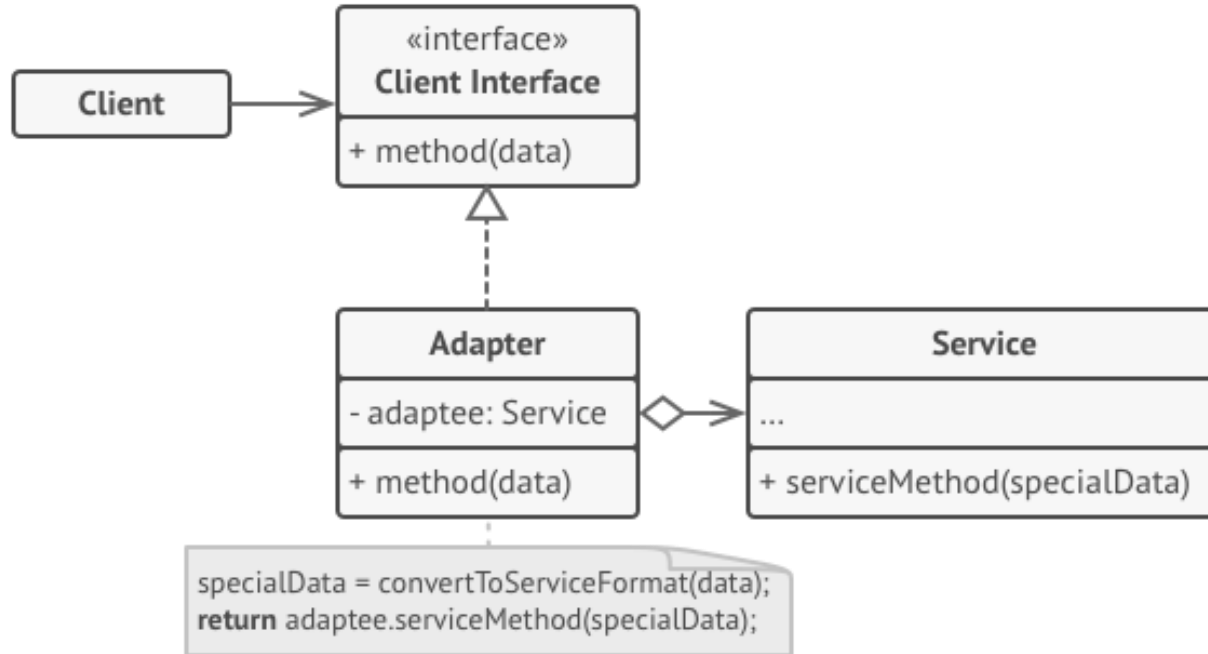 Client
«interface»
Client Interface
+ method(data)
Adapter
- adaptee: Service
+ method(data)
Service
...
+ serviceMethod(specialData)
specialData = convertToServiceFormat(data);
return adaptee.serviceMethod(specialData);